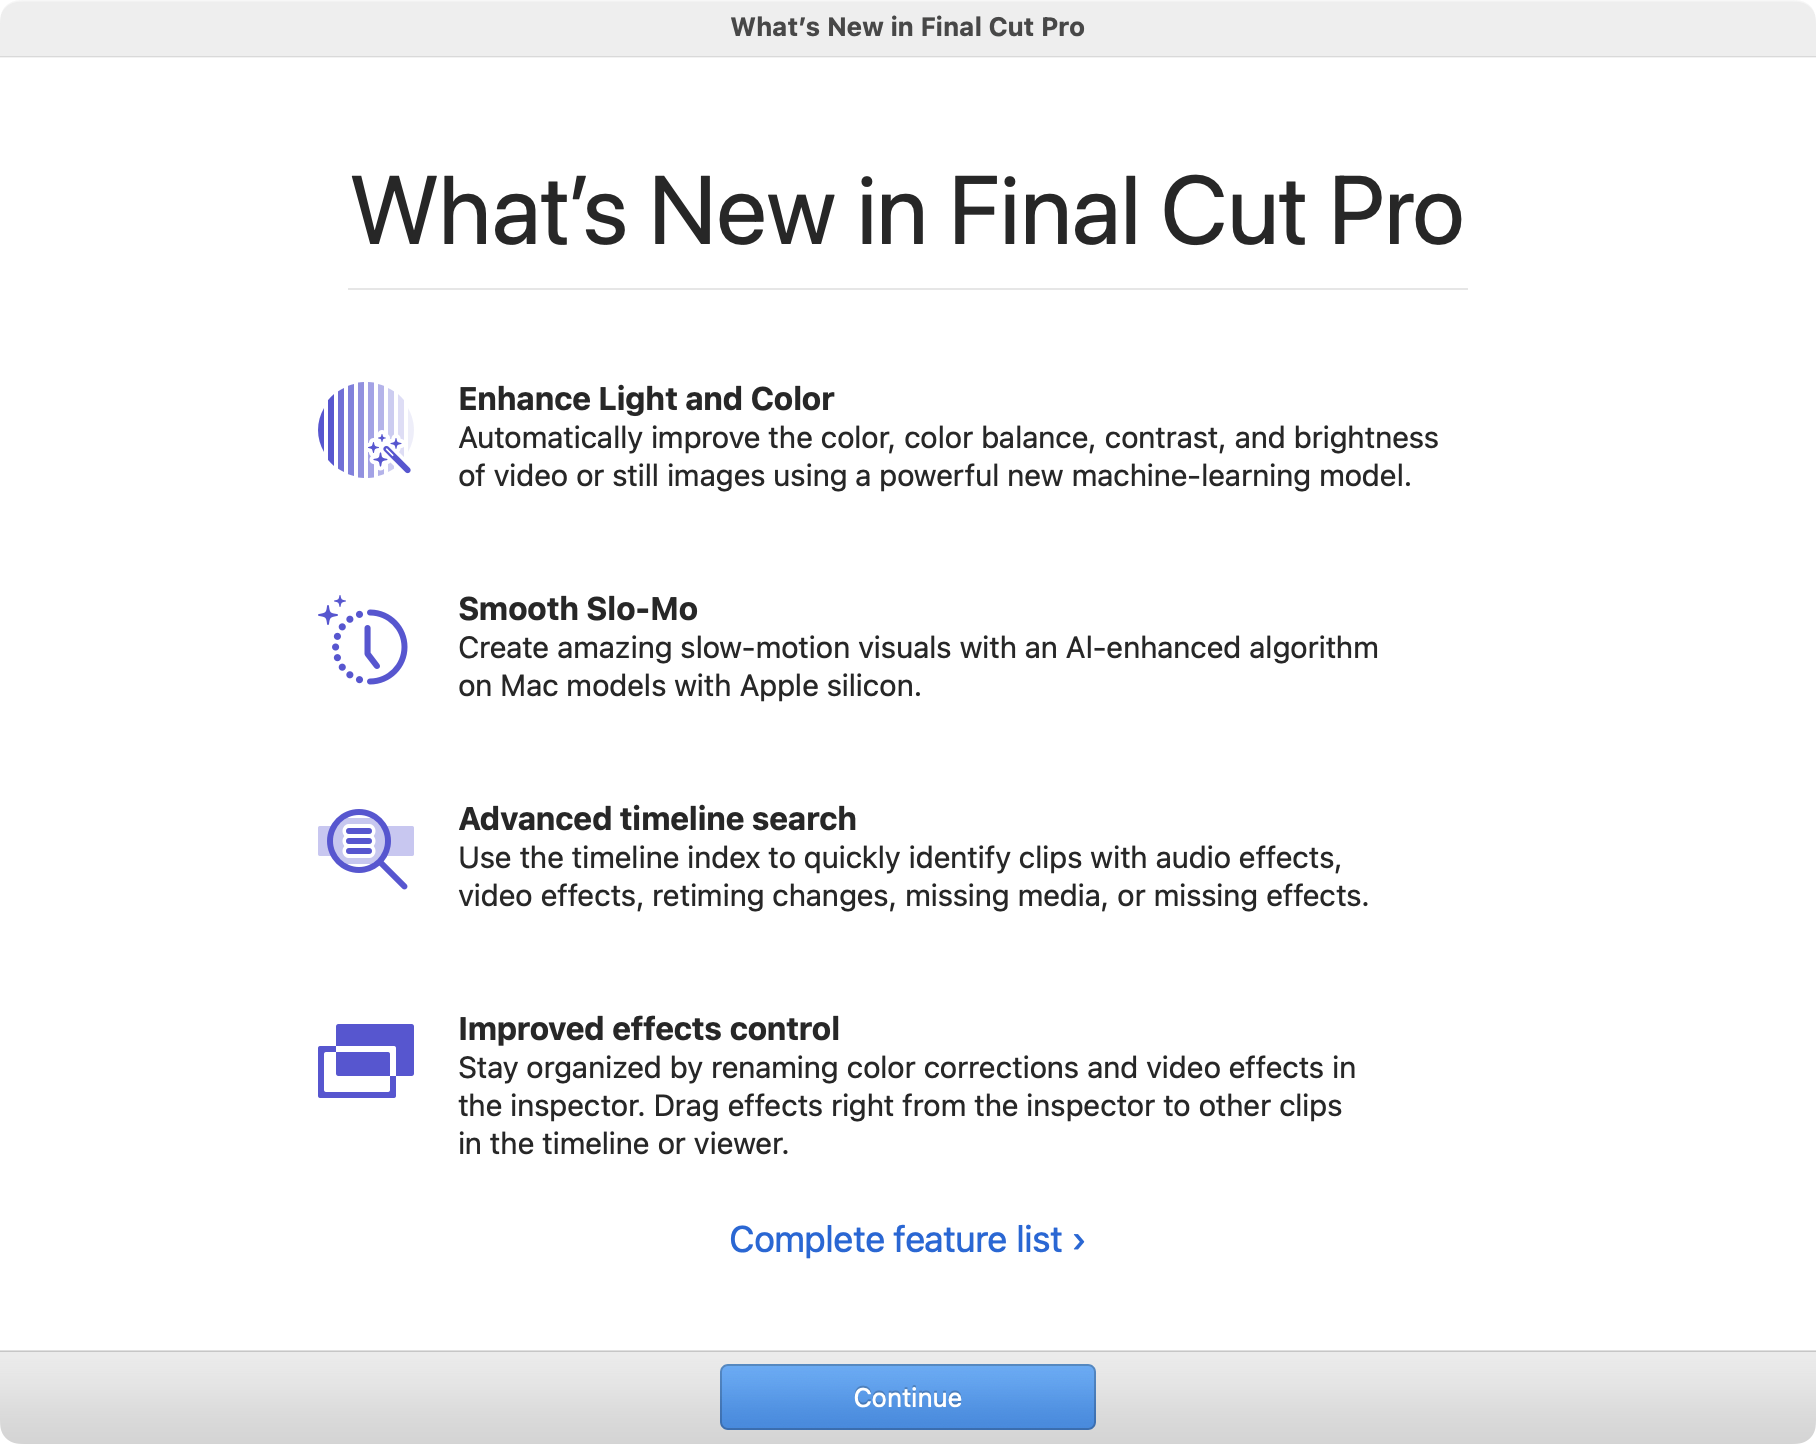 What’s New in Final Cut Pro
What’s New in Final Cut Pro
Enhance Light and Color
Automatically improve the color, color balance, contrast, and brightness
of video or still images using a powerful new machine-learning model.
Smooth Slo-Mo
Create amazing slow-motion visuals with an AI-enhanced algorithm
on Mac models with Apple silicon.
Advanced timeline search
Use the timeline index to quickly identify clips with audio effects,
video effects, retiming changes, missing media, or missing effects.
Improved effects control
Stay organized by renaming color corrections and video effects in
the inspector. Drag effects right from the inspector to other clips
in the timeline or viewer.
Complete feature list ›
Continue